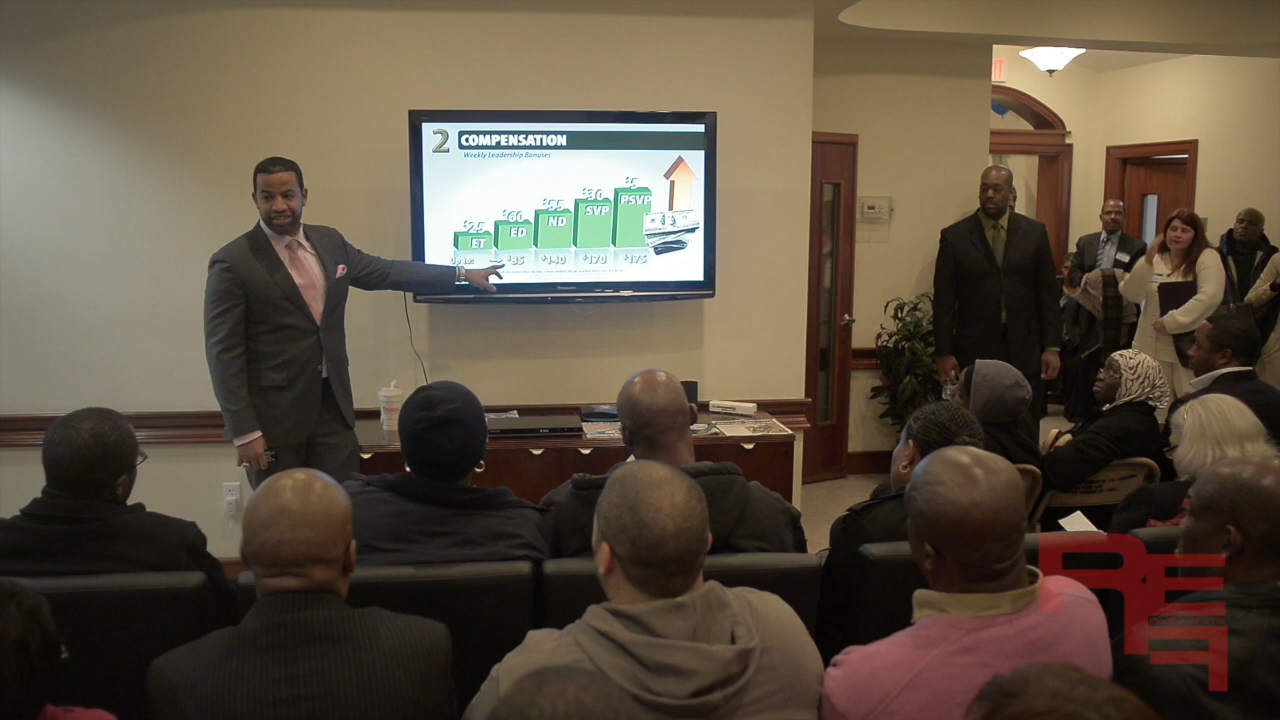 2 COMPENSATION
Weekly Leadership Bonuses
$25 $60 $55 $30 $5
ET ED ND SVP PSVP
$85 $140 $170 $175
Panasonic